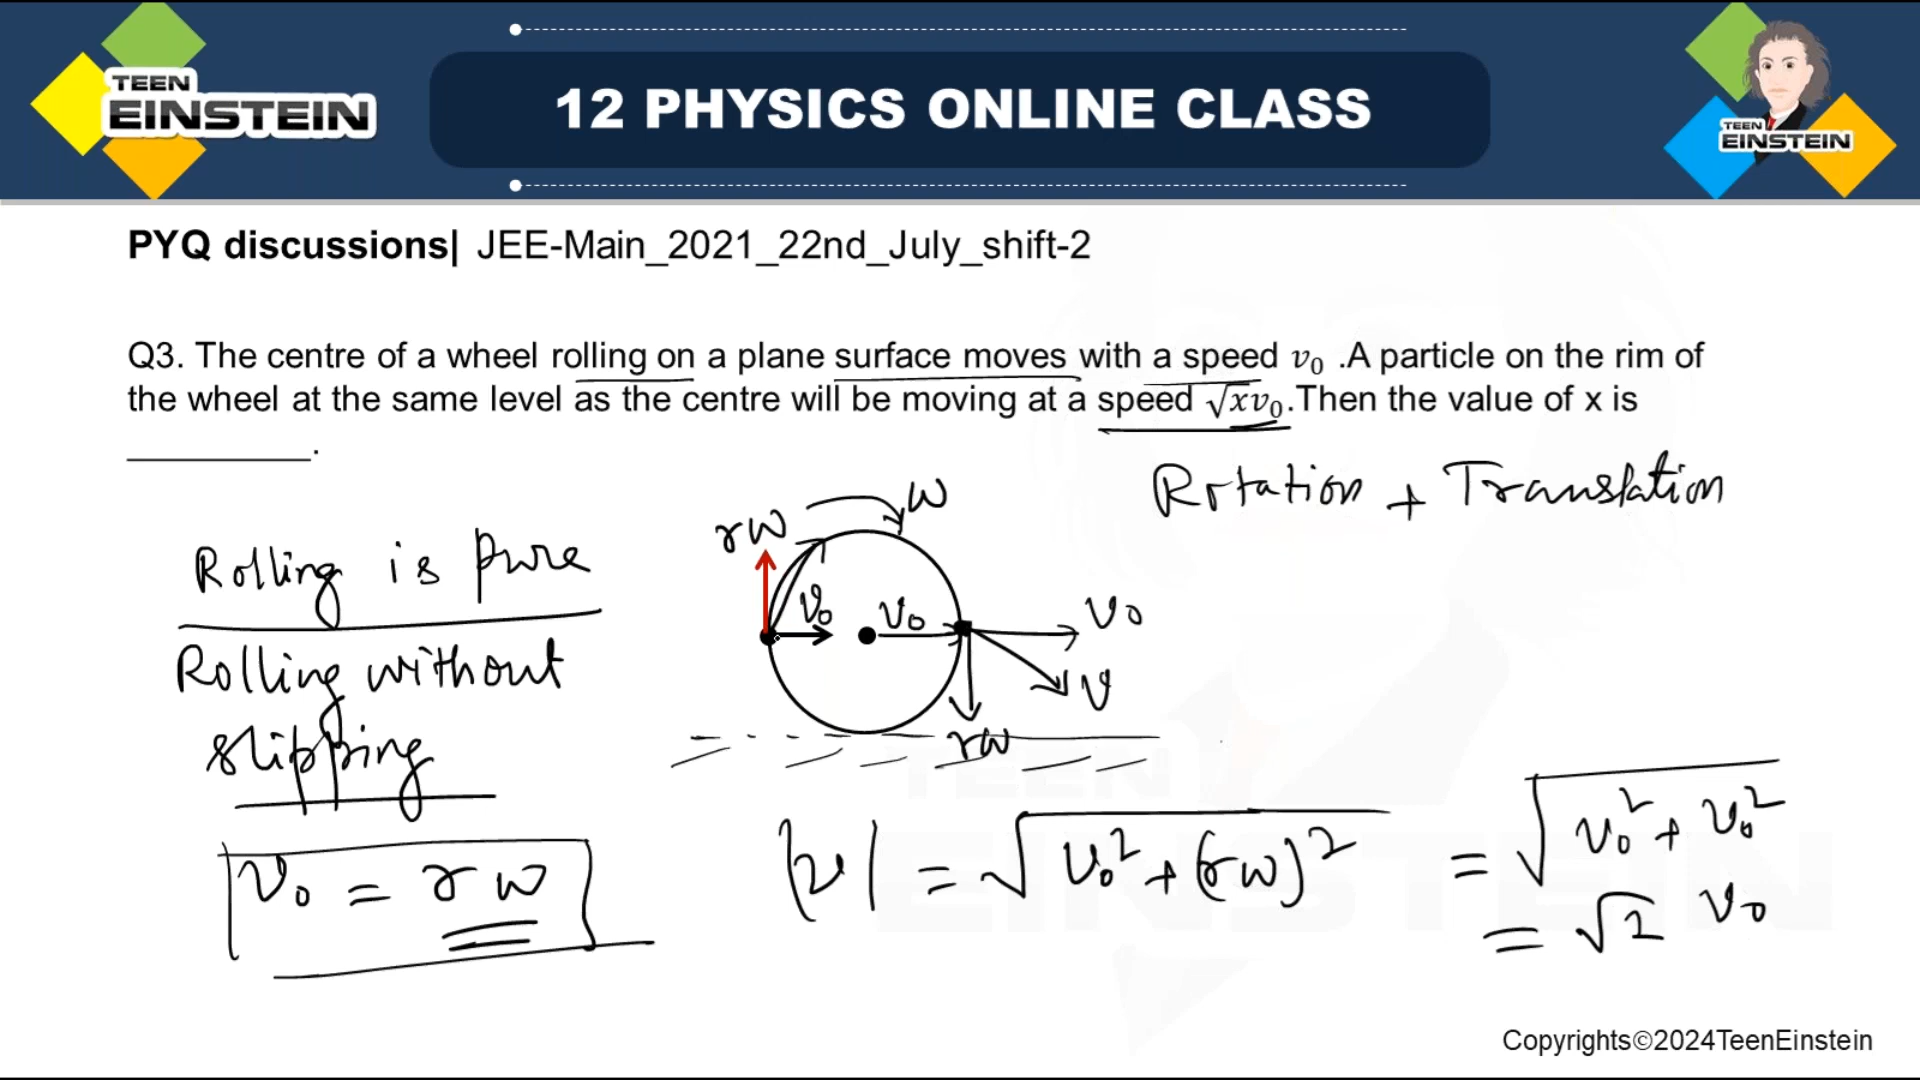 TEEN
EINSTEIN
12 PHYSICS ONLINE CLASS
TEEN
EINSTEIN
PYQ discussions| JEE-Main_2021_22nd_July_shift-2
Q3. The centre of a wheel rolling on a plane surface moves with a speed v₀ .A particle on the rim of
the wheel at the same level as the centre will be moving at a speed √xv₀.Then the value of x is
__________.
Rotation + Translation
ω
rω
Rolling is pure
v₀
v₀
v₀
Rolling without
v
slipping
rω
TEEN
EINSTEIN
v₀ = rω
|v| = √v₀² + (rω)² = √v₀² + v₀²
= √2 v₀
Copyrights©2024TeenEinstein